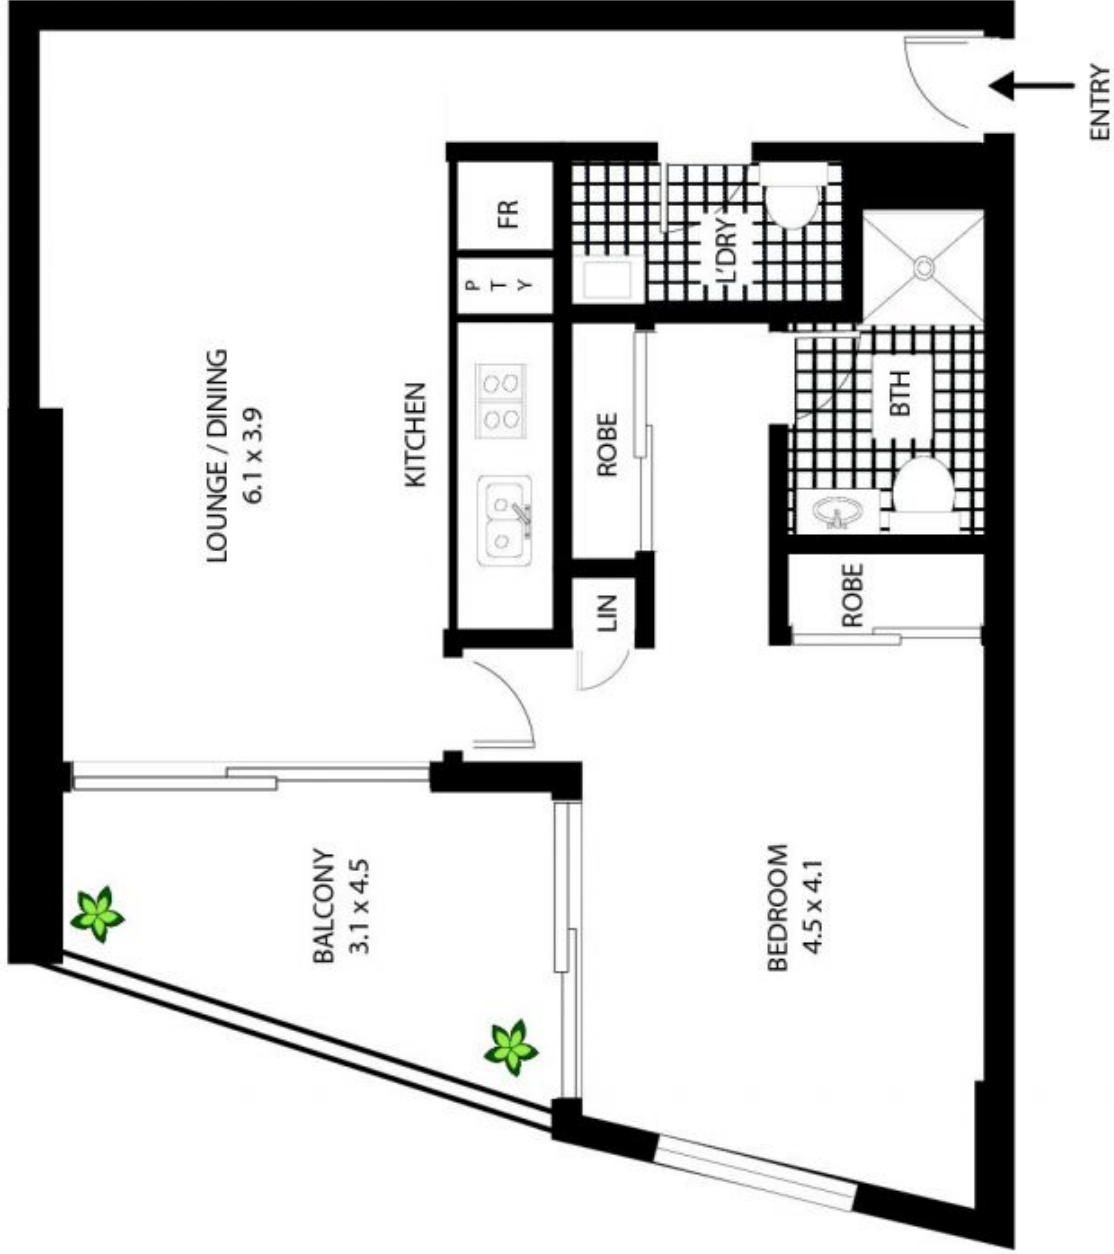 ENTRY
FR
L'DRY
P
T
Y
LOUNGE / DINING
6.1 x 3.9
KITCHEN
ROBE
BTH
LIN
ROBE
BALCONY
3.1 x 4.5
BEDROOM
4.5 x 4.1